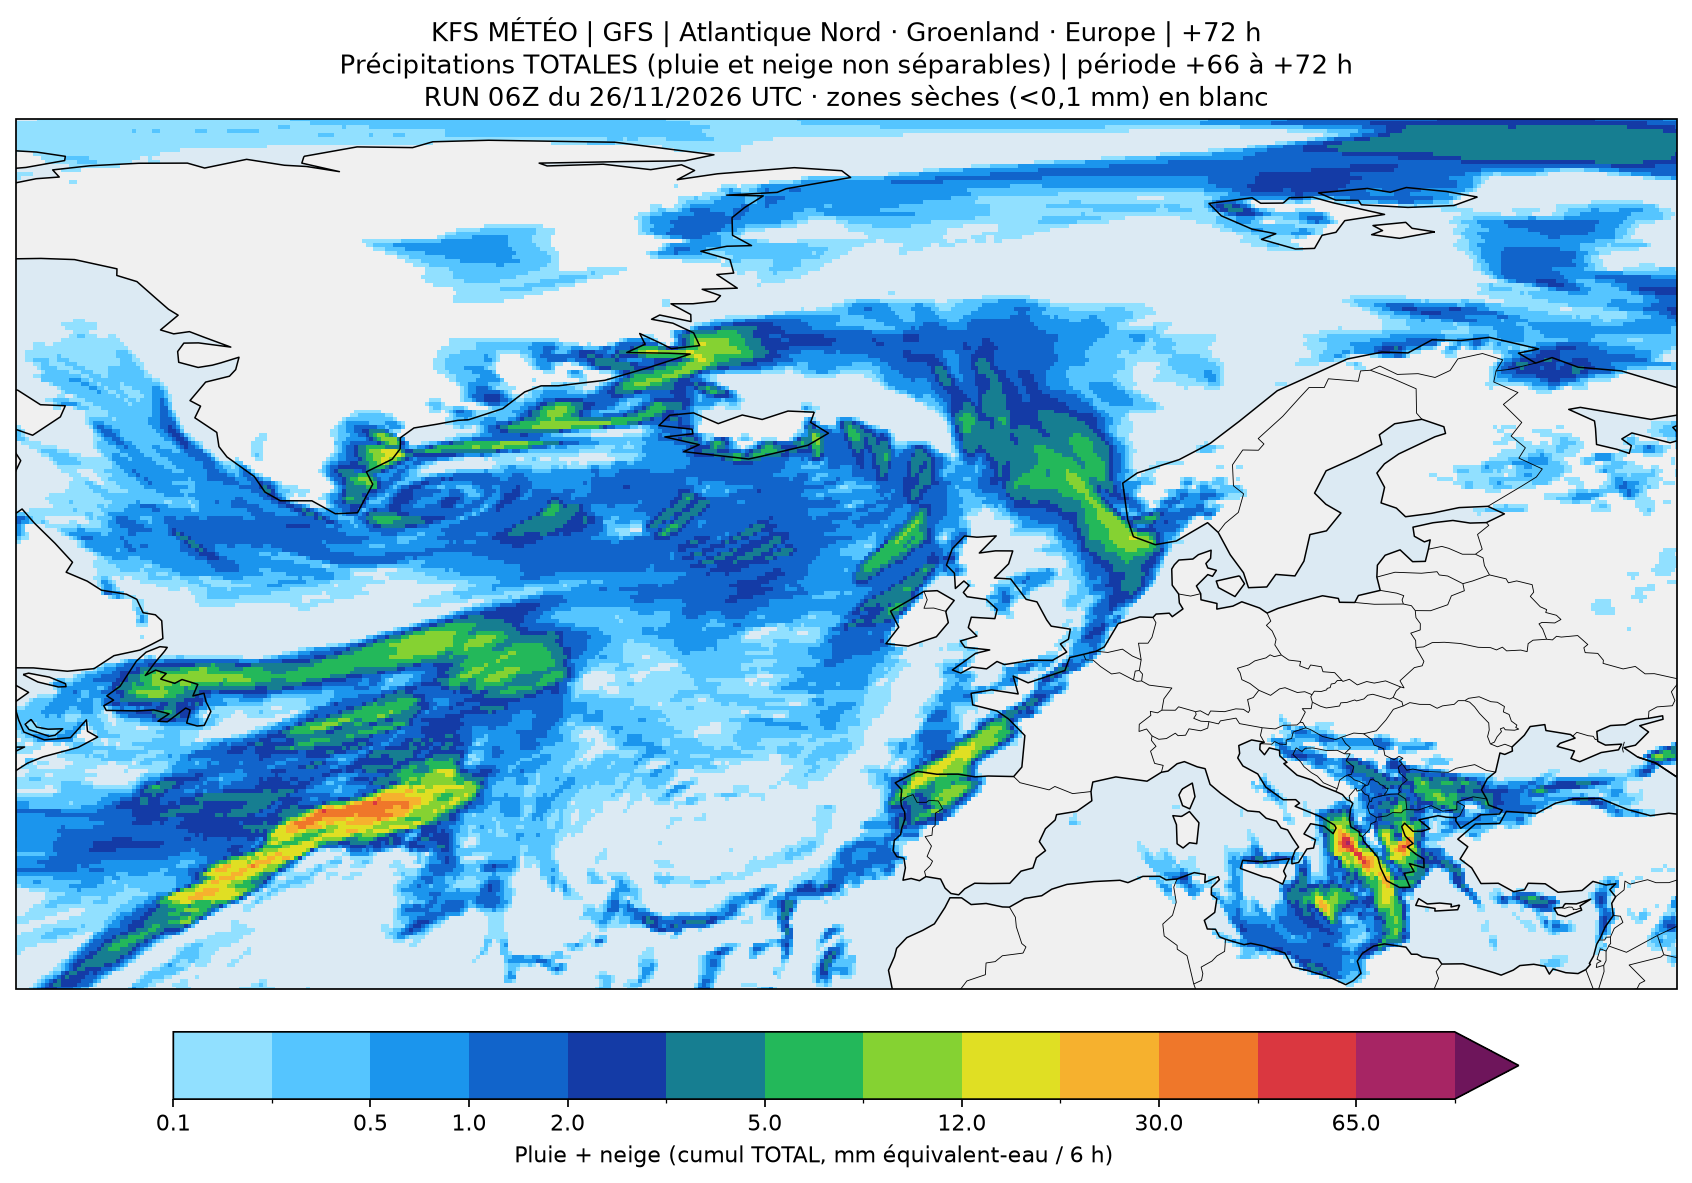 KFS MÉTÉO | GFS | Atlantique Nord · Groenland · Europe | +72 h
Précipitations TOTALES (pluie et neige non séparables) | période +66 à +72 h
RUN 06Z du 26/11/2026 UTC · zones sèches (<0,1 mm) en blanc
0.1 0.5 1.0 2.0 5.0 12.0 30.0 65.0
Pluie + neige (cumul TOTAL, mm équivalent-eau / 6 h)